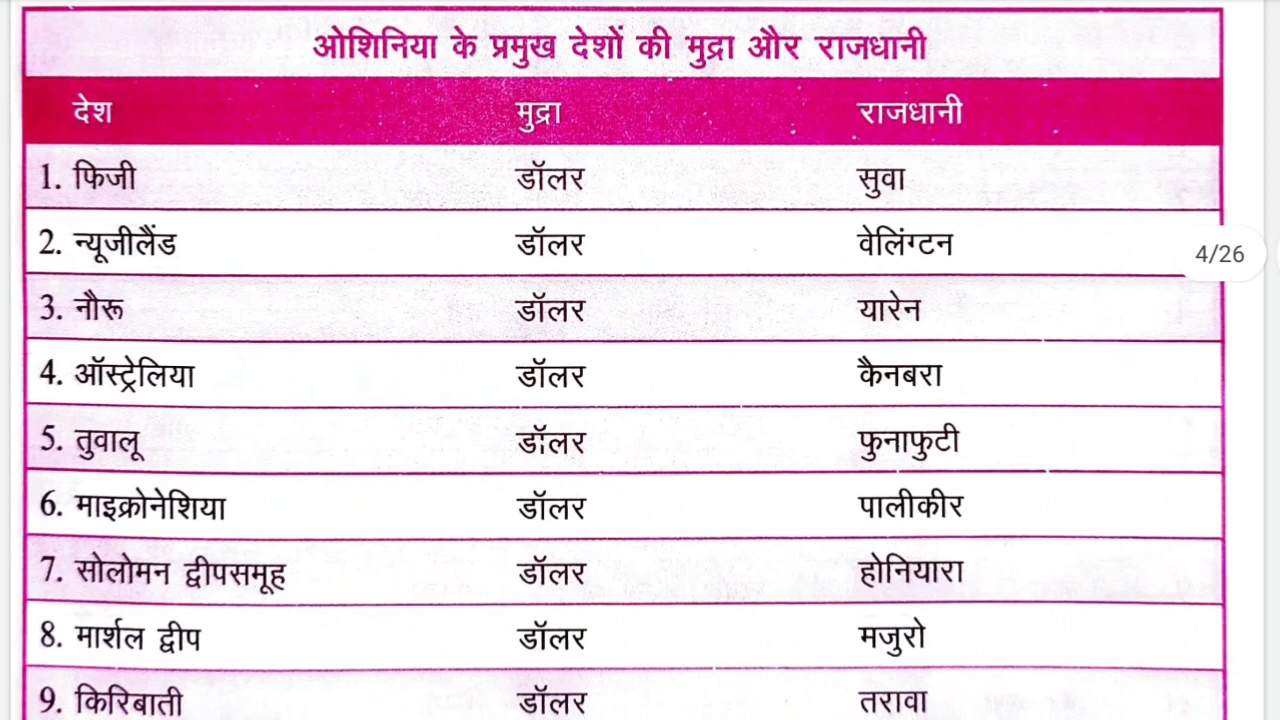 ओशिनिया के प्रमुख देशों की मुद्रा और राजधानी
देश मुद्रा राजधानी
1. फिजी डॉलर सुवा
2. न्यूजीलैंड डॉलर वेलिंग्टन
4/26
3. नौरू डॉलर यारेन
4. ऑस्ट्रेलिया डॉलर कैनबरा
5. तुवालू डॉलर फुनाफुटी
6. माइक्रोनेशिया डॉलर पालीकीर
7. सोलोमन द्वीपसमूह डॉलर होनियारा
8. मार्शल द्वीप डॉलर मजुरो
9. किरिबाती डॉलर तरावा